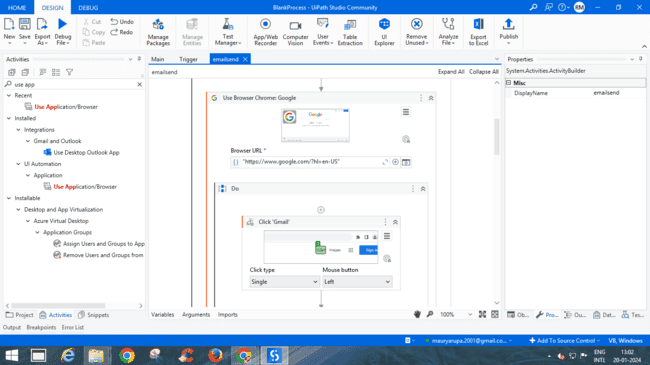 HOME DESIGN DEBUG BlankProcess - UiPath Studio Community RM
New Save Export As Debug File Cut Copy Paste Undo Redo Manage Packages Manage Entities Test Manager App/Web Recorder Computer Vision User Events Table Extraction UI Explorer Remove Unused Analyze File Export to Excel Publish
Activities
Main Trigger emailsend
Properties
emailsend Expand All Collapse All
System.Activities.ActivityBuilder
use app
Misc
DisplayName emailsend
Recent
Use Application/Browser
Installed
Integrations
Gmail and Outlook
Use Desktop Outlook App
UI Automation
Application
Use Application/Browser
Installable
Desktop and App Virtualization
Azure Virtual Desktop
Application Groups
Assign Users and Groups to App
Remove Users and Groups from
Use Browser Chrome: Google
Google
Browser URL *
"https://www.google.com/?hl=en-US"
Do
Click 'Gmail'
Click type Mouse button
Single Left
Project Activities Snippets
Variables Arguments Imports 100%
Ob... Pro... Ou... Dat... Tes...
Output Breakpoints Error List
mauryarupa.2001@gmail.co... Add To Source Control VB, Windows
ENG 13:02
INTL 20-01-2024